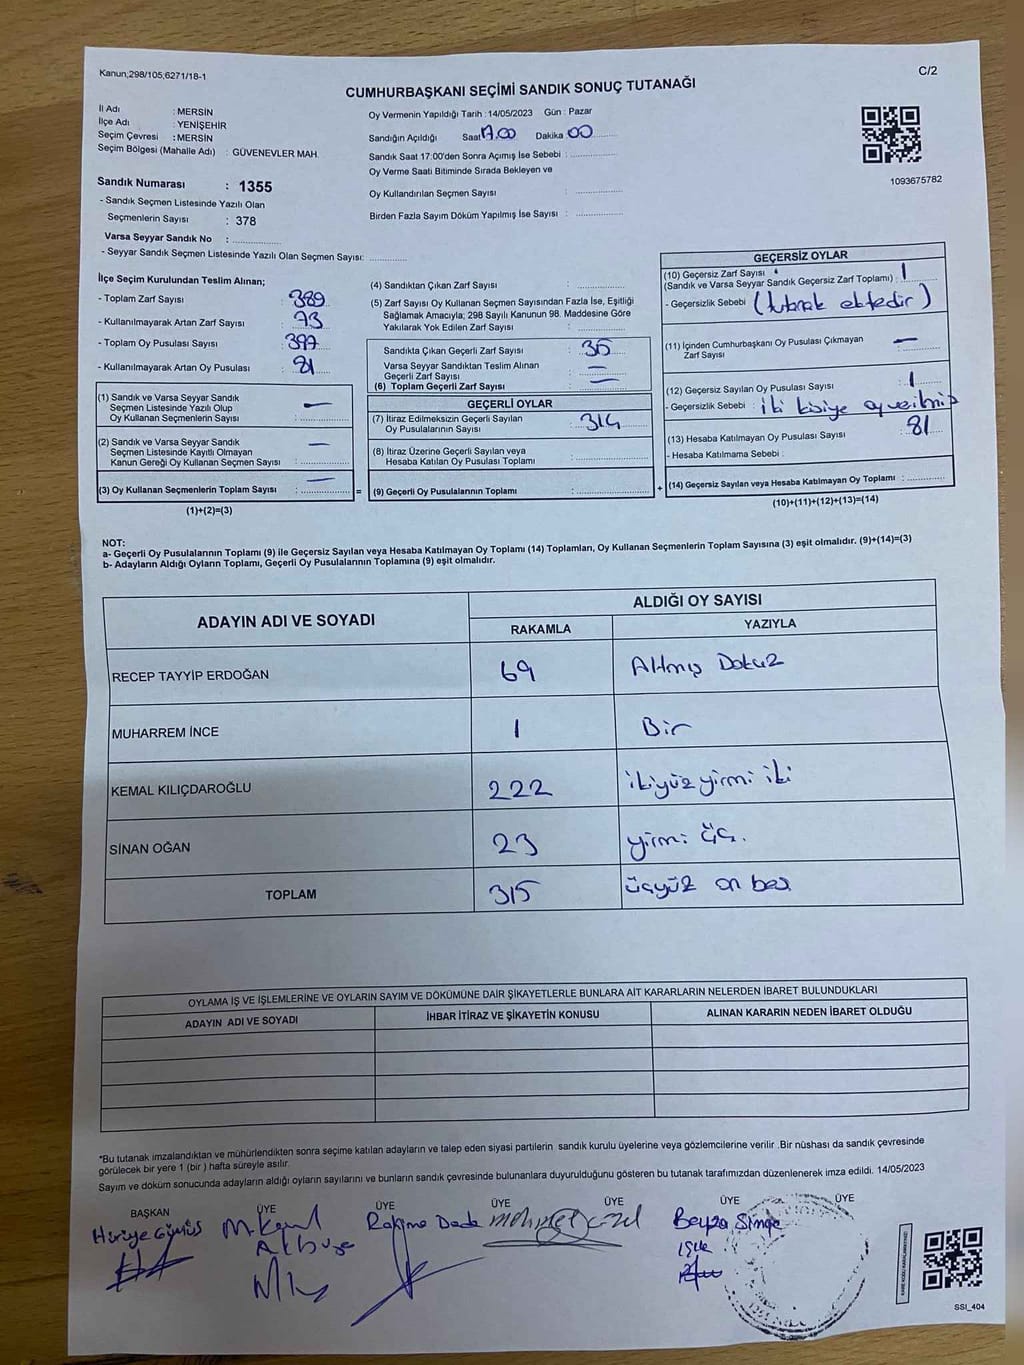 Kanun,298/105,6271/18-1
C/2
CUMHURBAŞKANI SEÇİMİ SANDIK SONUÇ TUTANAĞI
İl Adı : MERSİN
İlçe Adı : YENİŞEHİR
Seçim Çevresi : MERSİN
Seçim Bölgesi (Mahalle Adı) : GÜVENEVLER MAH.
Sandık Numarası : 1355
- Sandık Seçmen Listesinde Yazılı Olan
Seçmenlerin Sayısı : 378
Varsa Seyyar Sandık No :
- Seyyar Sandık Seçmen Listesinde Yazılı Olan Seçmen Sayısı:
Oy Vermenin Yapıldığı Tarih :14/05/2023 Gün : Pazar
Sandığın Açıldığı Saat 17.00 Dakika 00
Sandık Saat 17:00'den Sonra Açımış İse Sebebi :
Oy Verme Saati Bitiminde Sırada Bekleyen ve
Oy Kullandırılan Seçmen Sayısı :
Birden Fazla Sayım Döküm Yapılmış İse Sayısı :
1093675782
İlçe Seçim Kurulundan Teslim Alınan;
- Toplam Zarf Sayısı : 389
- Kullanılmayarak Artan Zarf Sayısı : 73
- Toplam Oy Pusulası Sayısı : 397
- Kullanılmayarak Artan Oy Pusulası : 81
(1) Sandık ve Varsa Seyyar Sandık
Seçmen Listesinde Yazılı Olup
Oy Kullanan Seçmenlerin Sayısı : —
(2) Sandık ve Varsa Seyyar Sandık
Seçmen Listesinde Kayıtlı Olmayan
Kanun Gereği Oy Kullanan Seçmen Sayısı : —
(3) Oy Kullanan Seçmenlerin Toplam Sayısı : — =
(1)+(2)=(3)
(4) Sandıktan Çıkan Zarf Sayısı :
(5) Zarf Sayısı Oy Kullanan Seçmen Sayısından Fazla İse, Eşitliği
Sağlamak Amacıyla; 298 Sayılı Kanunun 98. Maddesine Göre
Yakılarak Yok Edilen Zarf Sayısı :
Sandıkta Çıkan Geçerli Zarf Sayısı : 315
Varsa Seyyar Sandıktan Teslim Alınan
Geçerli Zarf Sayısı : —
(6) Toplam Geçerli Zarf Sayısı : —
GEÇERLİ OYLAR
(7) İtiraz Edilmeksizin Geçerli Sayılan
Oy Pusulalarının Sayısı : 314
(8) İtiraz Üzerine Geçerli Sayılan veya
Hesaba Katılan Oy Pusulası Toplamı :
(9) Geçerli Oy Pusulalarının Toplamı : +
GEÇERSİZ OYLAR
(10) Geçersiz Zarf Sayısı
(Sandık ve Varsa Seyyar Sandık Geçersiz Zarf Toplamı) : 1
- Geçersizlik Sebebi : (tutanak ektedir)
(11) İçinden Cumhurbaşkanı Oy Pusulası Çıkmayan
Zarf Sayısı : —
(12) Geçersiz Sayılan Oy Pusulası Sayısı : 1
- Geçersizlik Sebebi : iki kişiye oy verilmiş
(13) Hesaba Katılmayan Oy Pusulası Sayısı : 81
- Hesaba Katılmama Sebebi :
(14) Geçersiz Sayılan veya Hesaba Katılmayan Oy Toplamı :
(10)+(11)+(12)+(13)=(14)
NOT:
a- Geçerli Oy Pusulalarının Toplamı (9) ile Geçersiz Sayılan veya Hesaba Katılmayan Oy Toplamı (14) Toplamları, Oy Kullanan Seçmenlerin Toplam Sayısına (3) eşit olmalıdır. (9)+(14)=(3)
b- Adayların Aldığı Oyların Toplamı, Geçerli Oy Pusulalarının Toplamına (9) eşit olmalıdır.
ADAYIN ADI VE SOYADI
ALDIĞI OY SAYISI
RAKAMLA YAZIYLA
RECEP TAYYİP ERDOĞAN 69 Altmış Dokuz
MUHARREM İNCE 1 Bir
KEMAL KILIÇDAROĞLU 222 ikiyüz yirmi iki
SİNAN OĞAN 23 yirmi üç.
TOPLAM 315 üçyüz on beş
OYLAMA İŞ VE İŞLEMLERİNE VE OYLARIN SAYIM VE DÖKÜMÜNE DAİR ŞİKAYETLERLE BUNLARA AİT KARARLARIN NELERDEN İBARET BULUNDUKLARI
ADAYIN ADI VE SOYADI İHBAR İTİRAZ VE ŞİKAYETİN KONUSU ALINAN KARARIN NEDEN İBARET OLDUĞU
*Bu tutanak imzalandıktan ve mühürlendikten sonra seçime katılan adayların ve talep eden siyasi partilerin sandık kurulu üyelerine veya gözlemcilerine verilir .Bir nüshası da sandık çevresinde
görülecek bir yere 1 (bir ) hafta süreyle asılır.
Sayım ve döküm sonucunda adayların aldığı oyların sayılarını ve bunların sandık çevresinde bulunanlara duyurulduğunu gösteren bu tutanak tarafımızdan düzenlenerek imza edildi. 14/05/2023
BAŞKAN ÜYE ÜYE ÜYE ÜYE ÜYE ÜYE
Huriye Gümüş
Rakime Dede
Mehmet Güzel
Beyza Simge
Işık
SSI_404